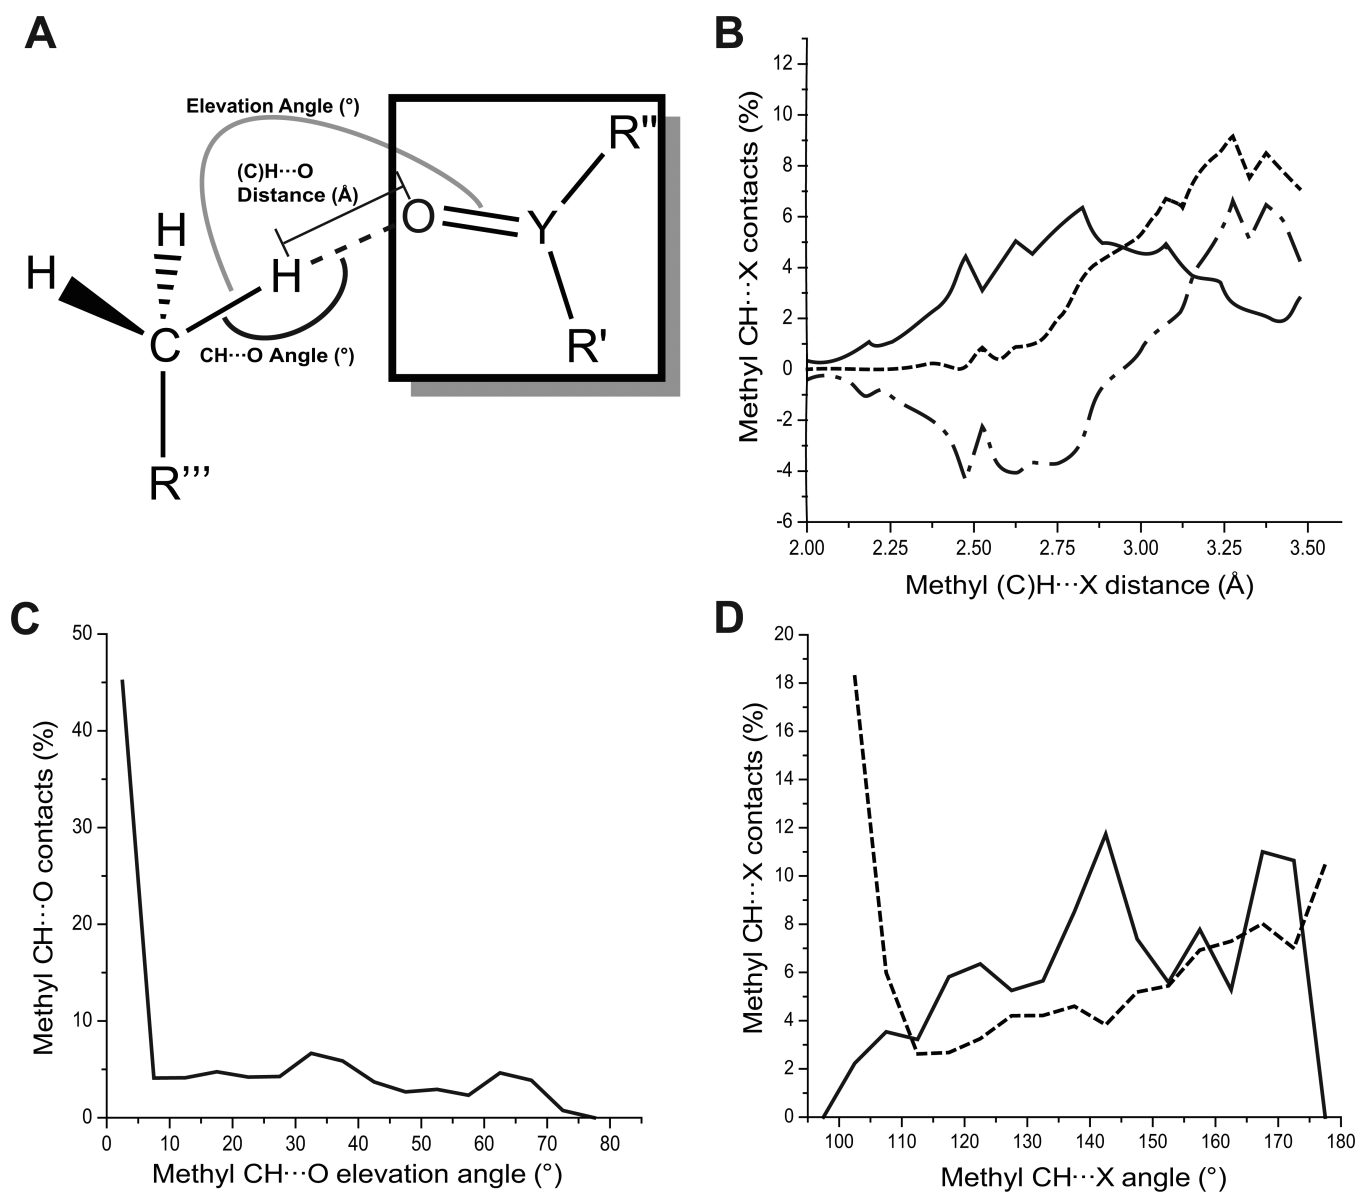 A
Elevation Angle (°)
(C)H···O
Distance (Å)
R"
O
Y
H
H
H
C
R'
CH···O Angle (°)
R’’’
B
Methyl CH···X contacts (%)
12
10
8
6
4
2
0
-2
-4
-6
2.00 2.25 2.50 2.75 3.00 3.25 3.50
Methyl (C)H···X distance (Å)
C
Methyl CH···O contacts (%)
50
40
30
20
10
0
0 10 20 30 40 50 60 70 80
Methyl CH···O elevation angle (°)
D
Methyl CH···X contacts (%)
20
18
16
14
12
10
8
6
4
2
0
100 110 120 130 140 150 160 170 180
Methyl CH···X angle (°)